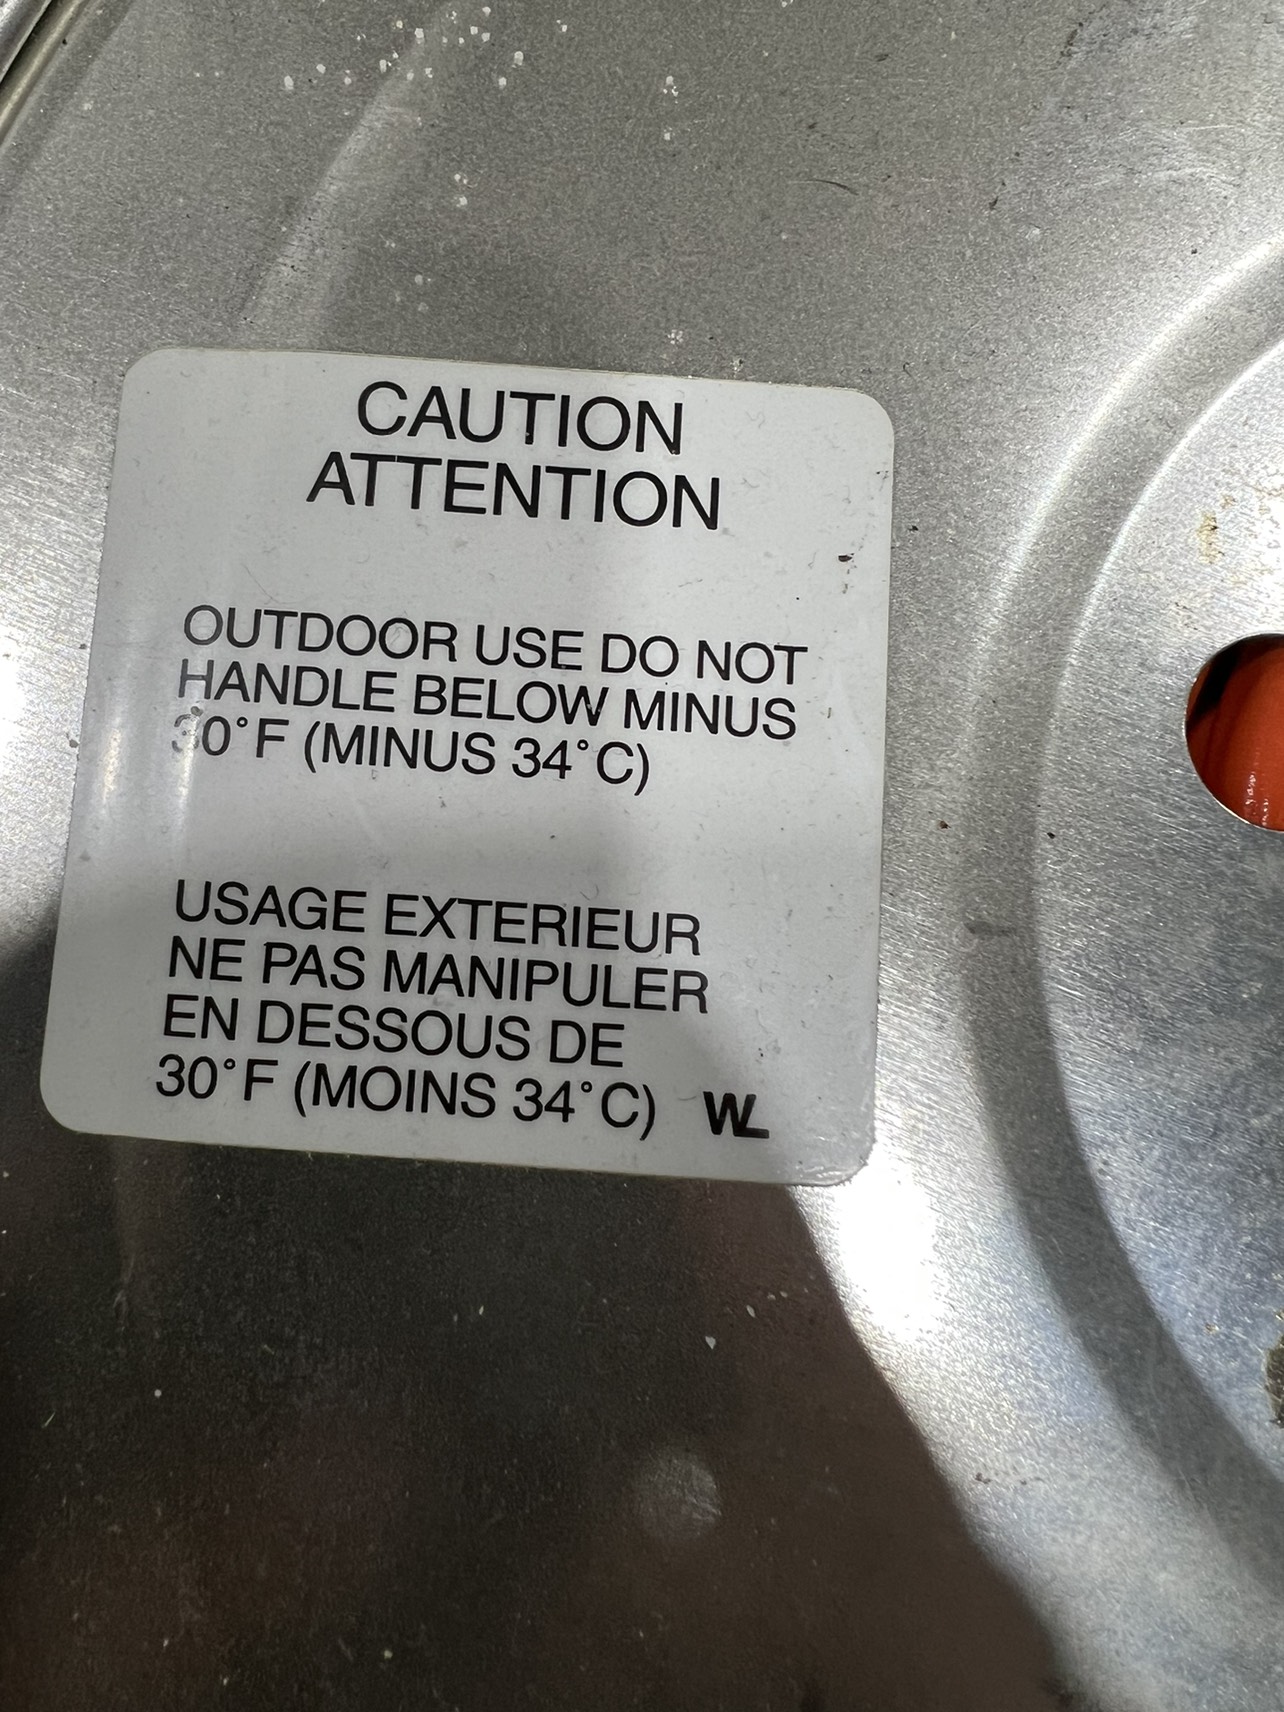 CAUTION
ATTENTION
OUTDOOR USE DO NOT
HANDLE BELOW MINUS
30°F (MINUS 34°C)
USAGE EXTERIEUR
NE PAS MANIPULER
EN DESSOUS DE
30°F (MOINS 34°C) WL